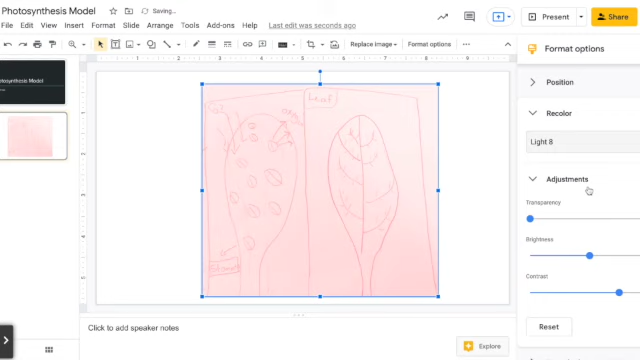 Photosynthesis Model
Saving...
File Edit View Insert Format Slide Arrange Tools Add-ons Help Last edit was seconds ago
Present
Share
Replace image
Format options
Format options
Position
Recolor
Light 8
Adjustments
Transparency
Brightness
Contrast
Reset
Leaf
Click to add speaker notes
Explore